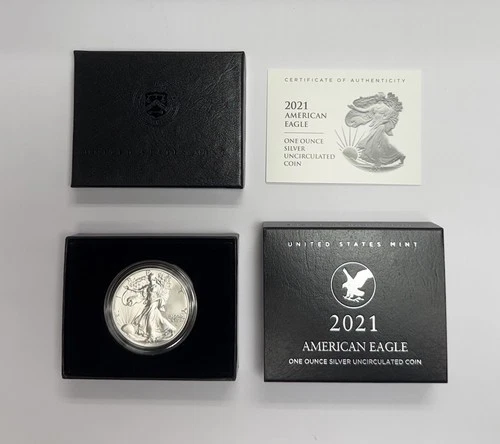 CERTIFICATE OF AUTHENTICITY
2021
AMERICAN
EAGLE
ONE OUNCE
SILVER
UNCIRCULATED
COIN
UNITED STATES MINT
2021
AMERICAN EAGLE
ONE OUNCE SILVER UNCIRCULATED COIN